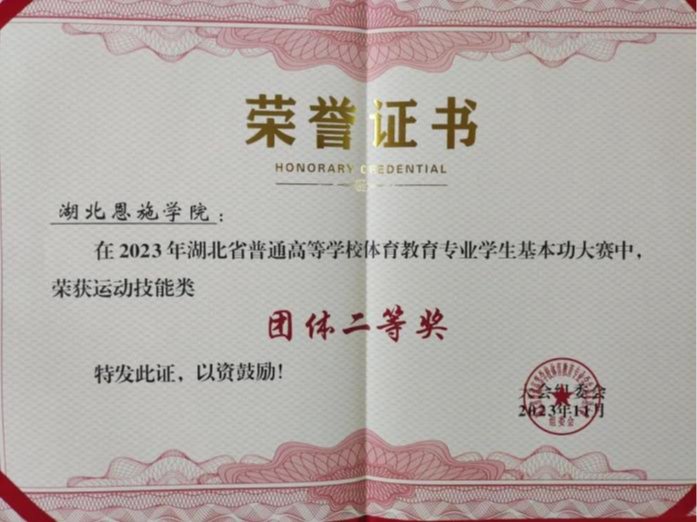 荣誉证书
HONORARY CREDENTIAL
湖北恩施学院：
在2023年湖北省普通高等学校体育教育专业学生基本功大赛中，
荣获运动技能类
团体二等奖
特发此证，以资鼓励！
大会组委会
2023年11月
组委会